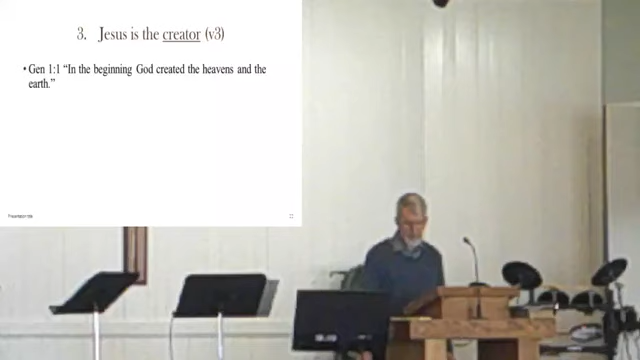 3. Jesus is the creator (v3)
• Gen 1:1 “In the beginning God created the heavens and the
earth.”